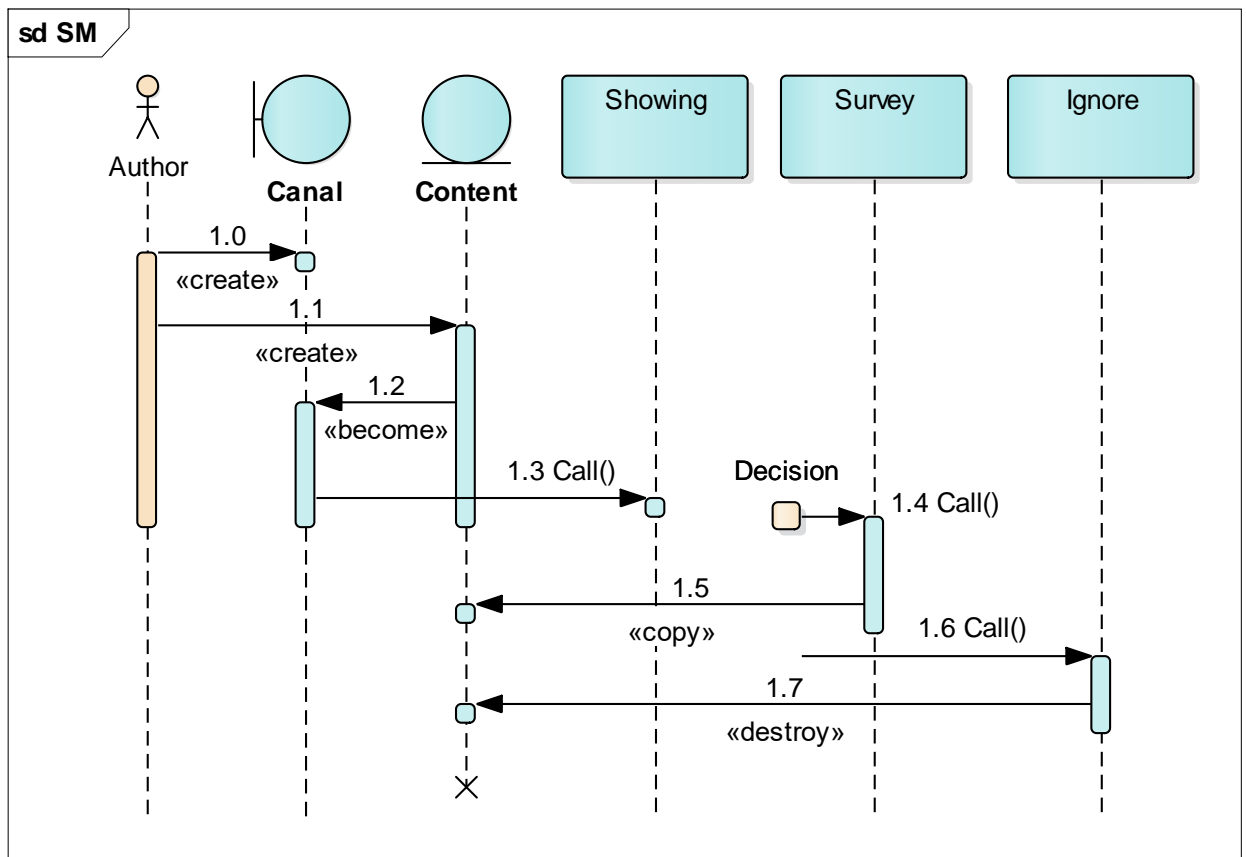 sd SM
Showing
Survey
Ignore
Author
Canal
Content
1.0
«create»
1.1
«create»
1.2
«become»
1.3 Call()
Decision
1.4 Call()
1.5
«copy»
1.6 Call()
1.7
«destroy»